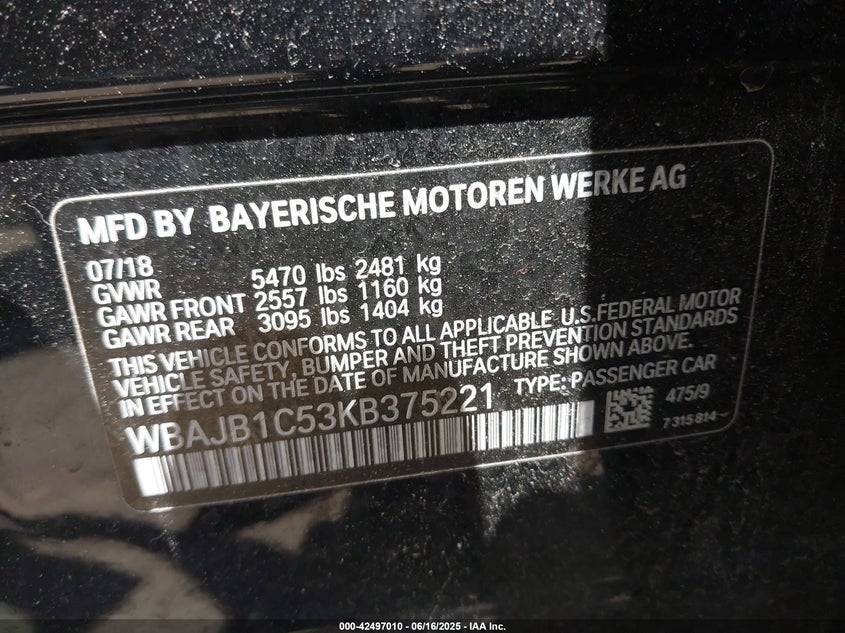 MFD BY BAYERISCHE MOTOREN WERKE AG
07/18
GVWR 5470 lbs 2481 kg
GAWR FRONT 2557 lbs 1160 kg
GAWR REAR 3095 lbs 1404 kg
THIS VEHICLE CONFORMS TO ALL APPLICABLE U.S.FEDERAL MOTOR
VEHICLE SAFETY, BUMPER AND THEFT PREVENTION STANDARDS
IN EFFECT ON THE DATE OF MANUFACTURE SHOWN ABOVE.
WBAJB1C53KB375221 TYPE: PASSENGER CAR
475/9
7 315 814
000-42497010 | 06/16/2025 - IAA Inc.